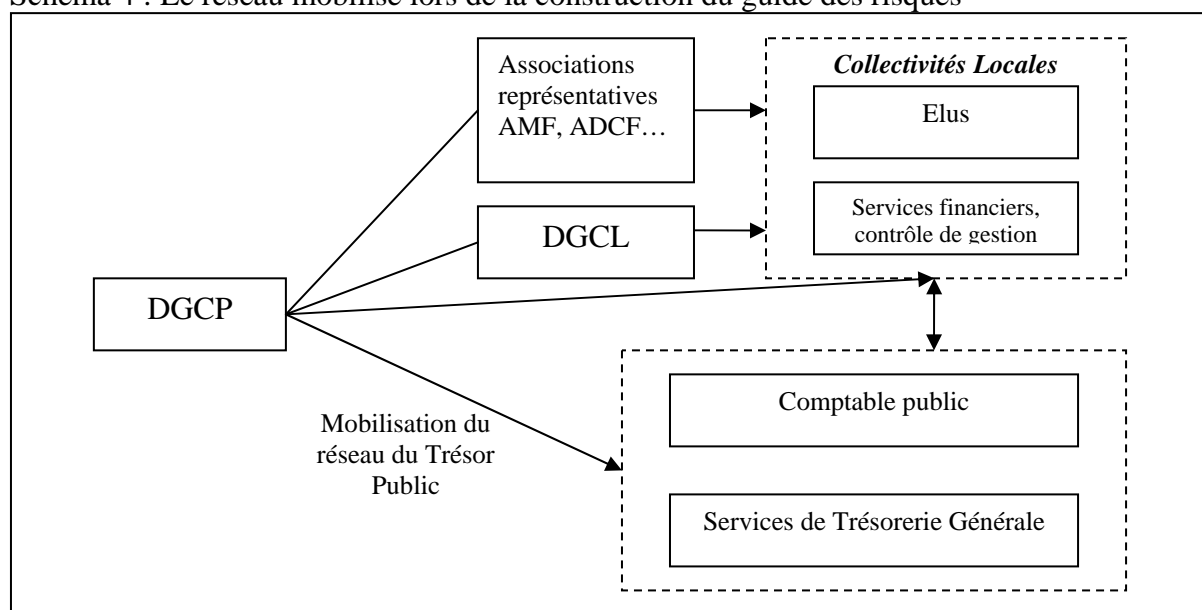 Schéma 4 : Le réseau mobilisé lors de la construction du guide des risques
Associations
représentatives
AMF, ADCF…
Collectivités Locales
Elus
Services financiers,
contrôle de gestion
DGCL
DGCP
Mobilisation du
réseau du Trésor
Public
Comptable public
Services de Trésorerie Générale